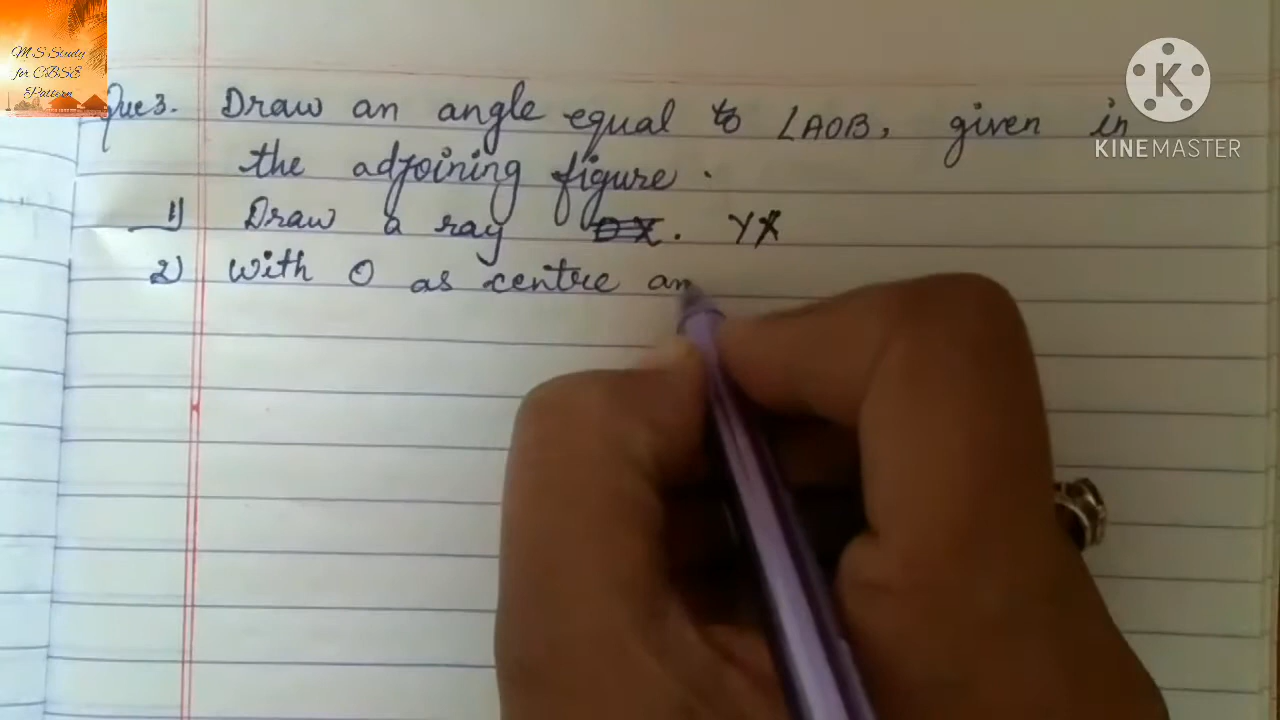 M.S Study
for CBSE
Pattern
KINEMASTER
Ques. Draw an angle equal to ∠AOB, given in
the adjoining figure.
1) Draw a ray OX. YX
2) With O as centre an